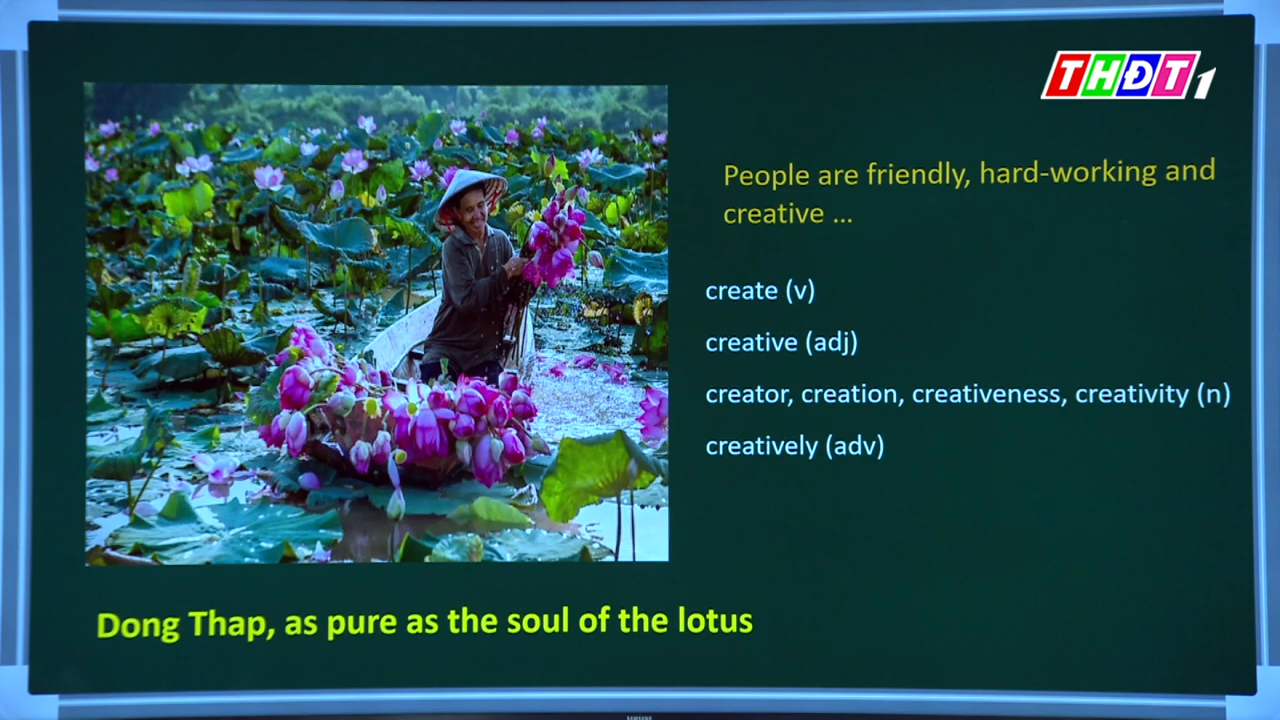 THĐT1
People are friendly, hard-working and
creative ...
create (v)
creative (adj)
creator, creation, creativeness, creativity (n)
creatively (adv)
Dong Thap, as pure as the soul of the lotus
SAMSUNG